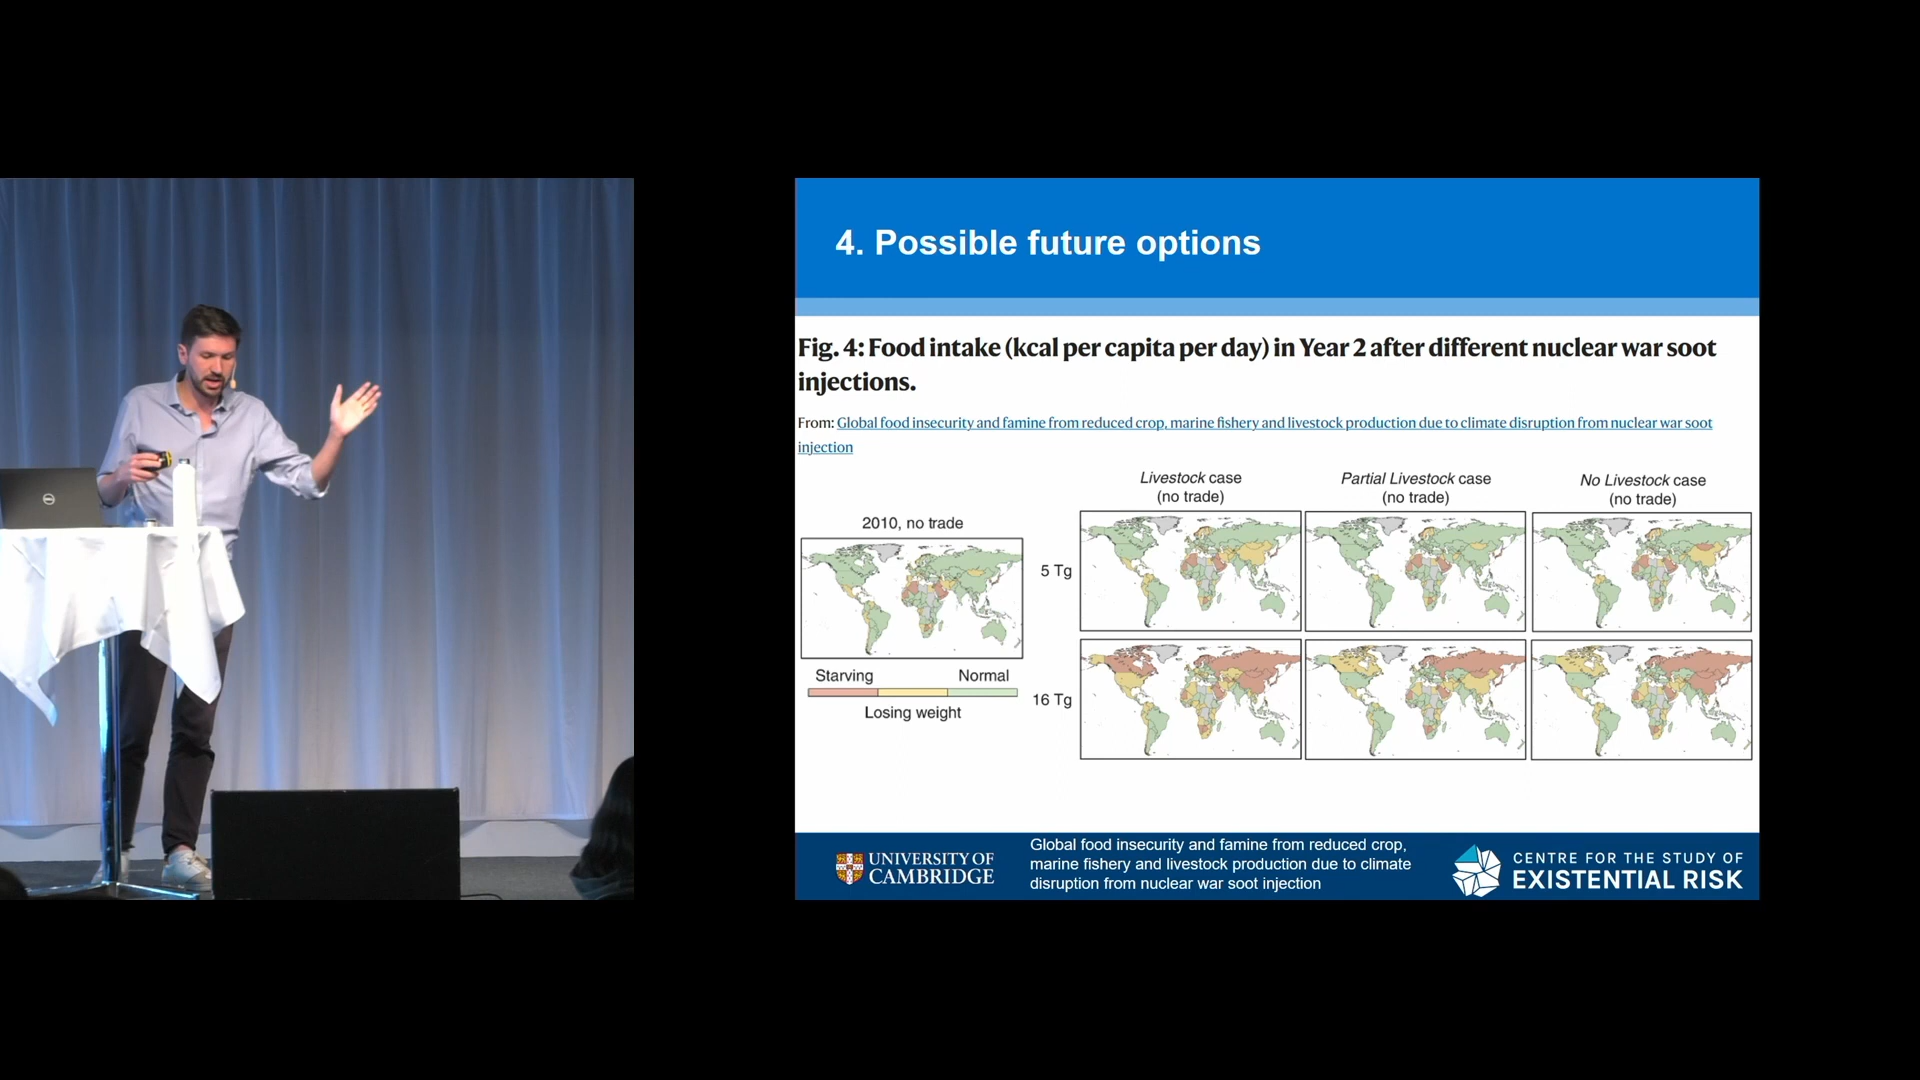 4. Possible future options
Fig. 4: Food intake (kcal per capita per day) in Year 2 after different nuclear war soot
injections.
From: Global food insecurity and famine from reduced crop, marine fishery and livestock production due to climate disruption from nuclear war soot
injection
Livestock case
(no trade)
Partial Livestock case
(no trade)
No Livestock case
(no trade)
2010, no trade
5 Tg
Starving
Normal
Losing weight
16 Tg
UNIVERSITY OF
CAMBRIDGE
Global food insecurity and famine from reduced crop,
marine fishery and livestock production due to climate
disruption from nuclear war soot injection
CENTRE FOR THE STUDY OF
EXISTENTIAL RISK
DELL